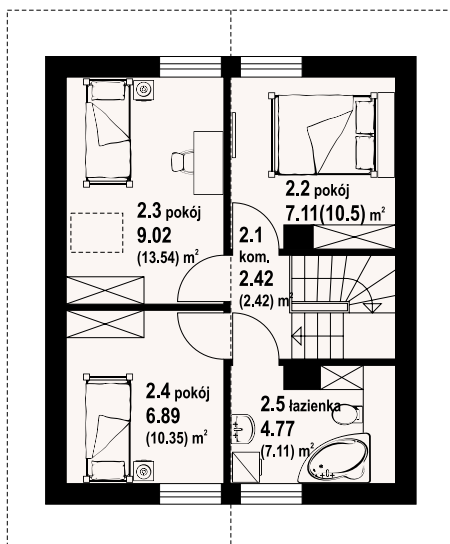 2.3 pokój
9.02
(13.54) m²
2.2 pokój
7.11(10.5) m²
2.1
kom.
2.42
(2.42) m²
2.4 pokój
6.89
(10.35) m²
2.5 łazienka
4.77
(7.11) m²